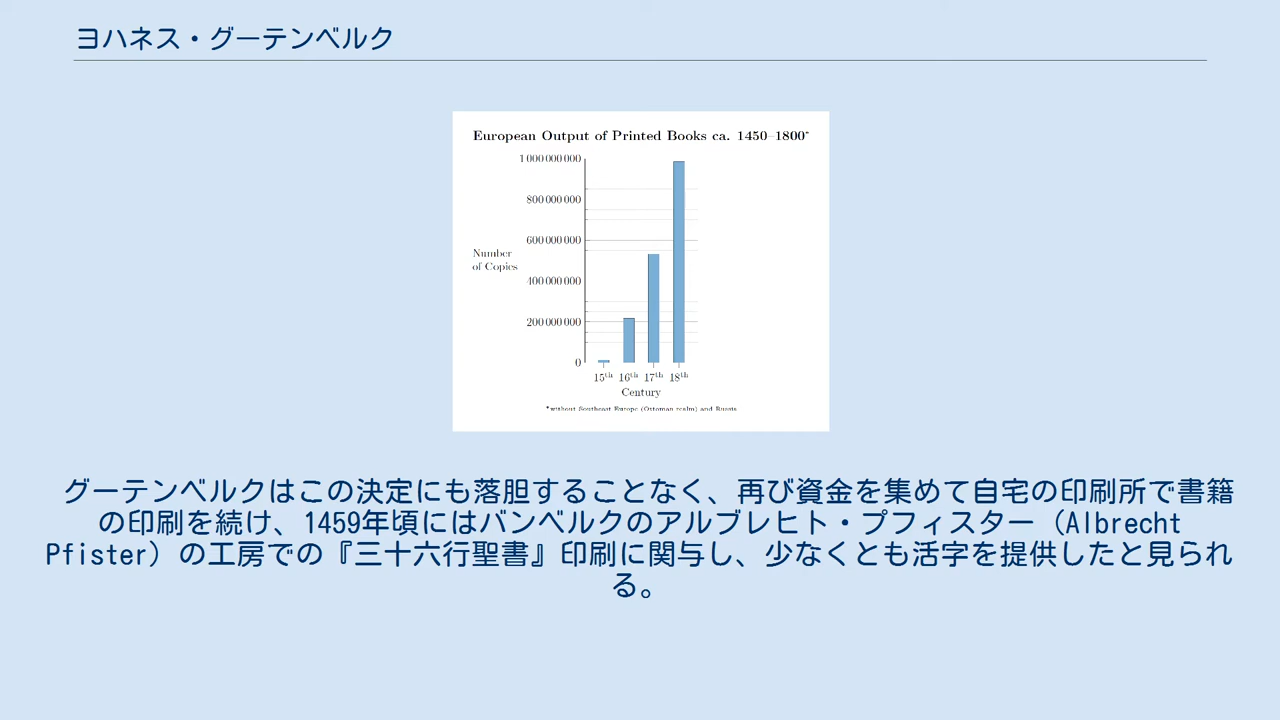 ヨハネス・グーテンベルク
European Output of Printed Books ca. 1450–1800*
1 000 000 000
800 000 000
600 000 000
Number
of Copies
400 000 000
200 000 000
0
15th 16th 17th 18th
Century
*without Southeast Europe (Ottoman realm) and Russia
グーテンベルクはこの決定にも落胆することなく、再び資金を集めて自宅の印刷所で書籍
の印刷を続け、1459年頃にはバンベルクのアルブレヒト・プフィスター（Albrecht
Pfister）の工房での『三十六行聖書』印刷に関与し、少なくとも活字を提供したと見られ
る。